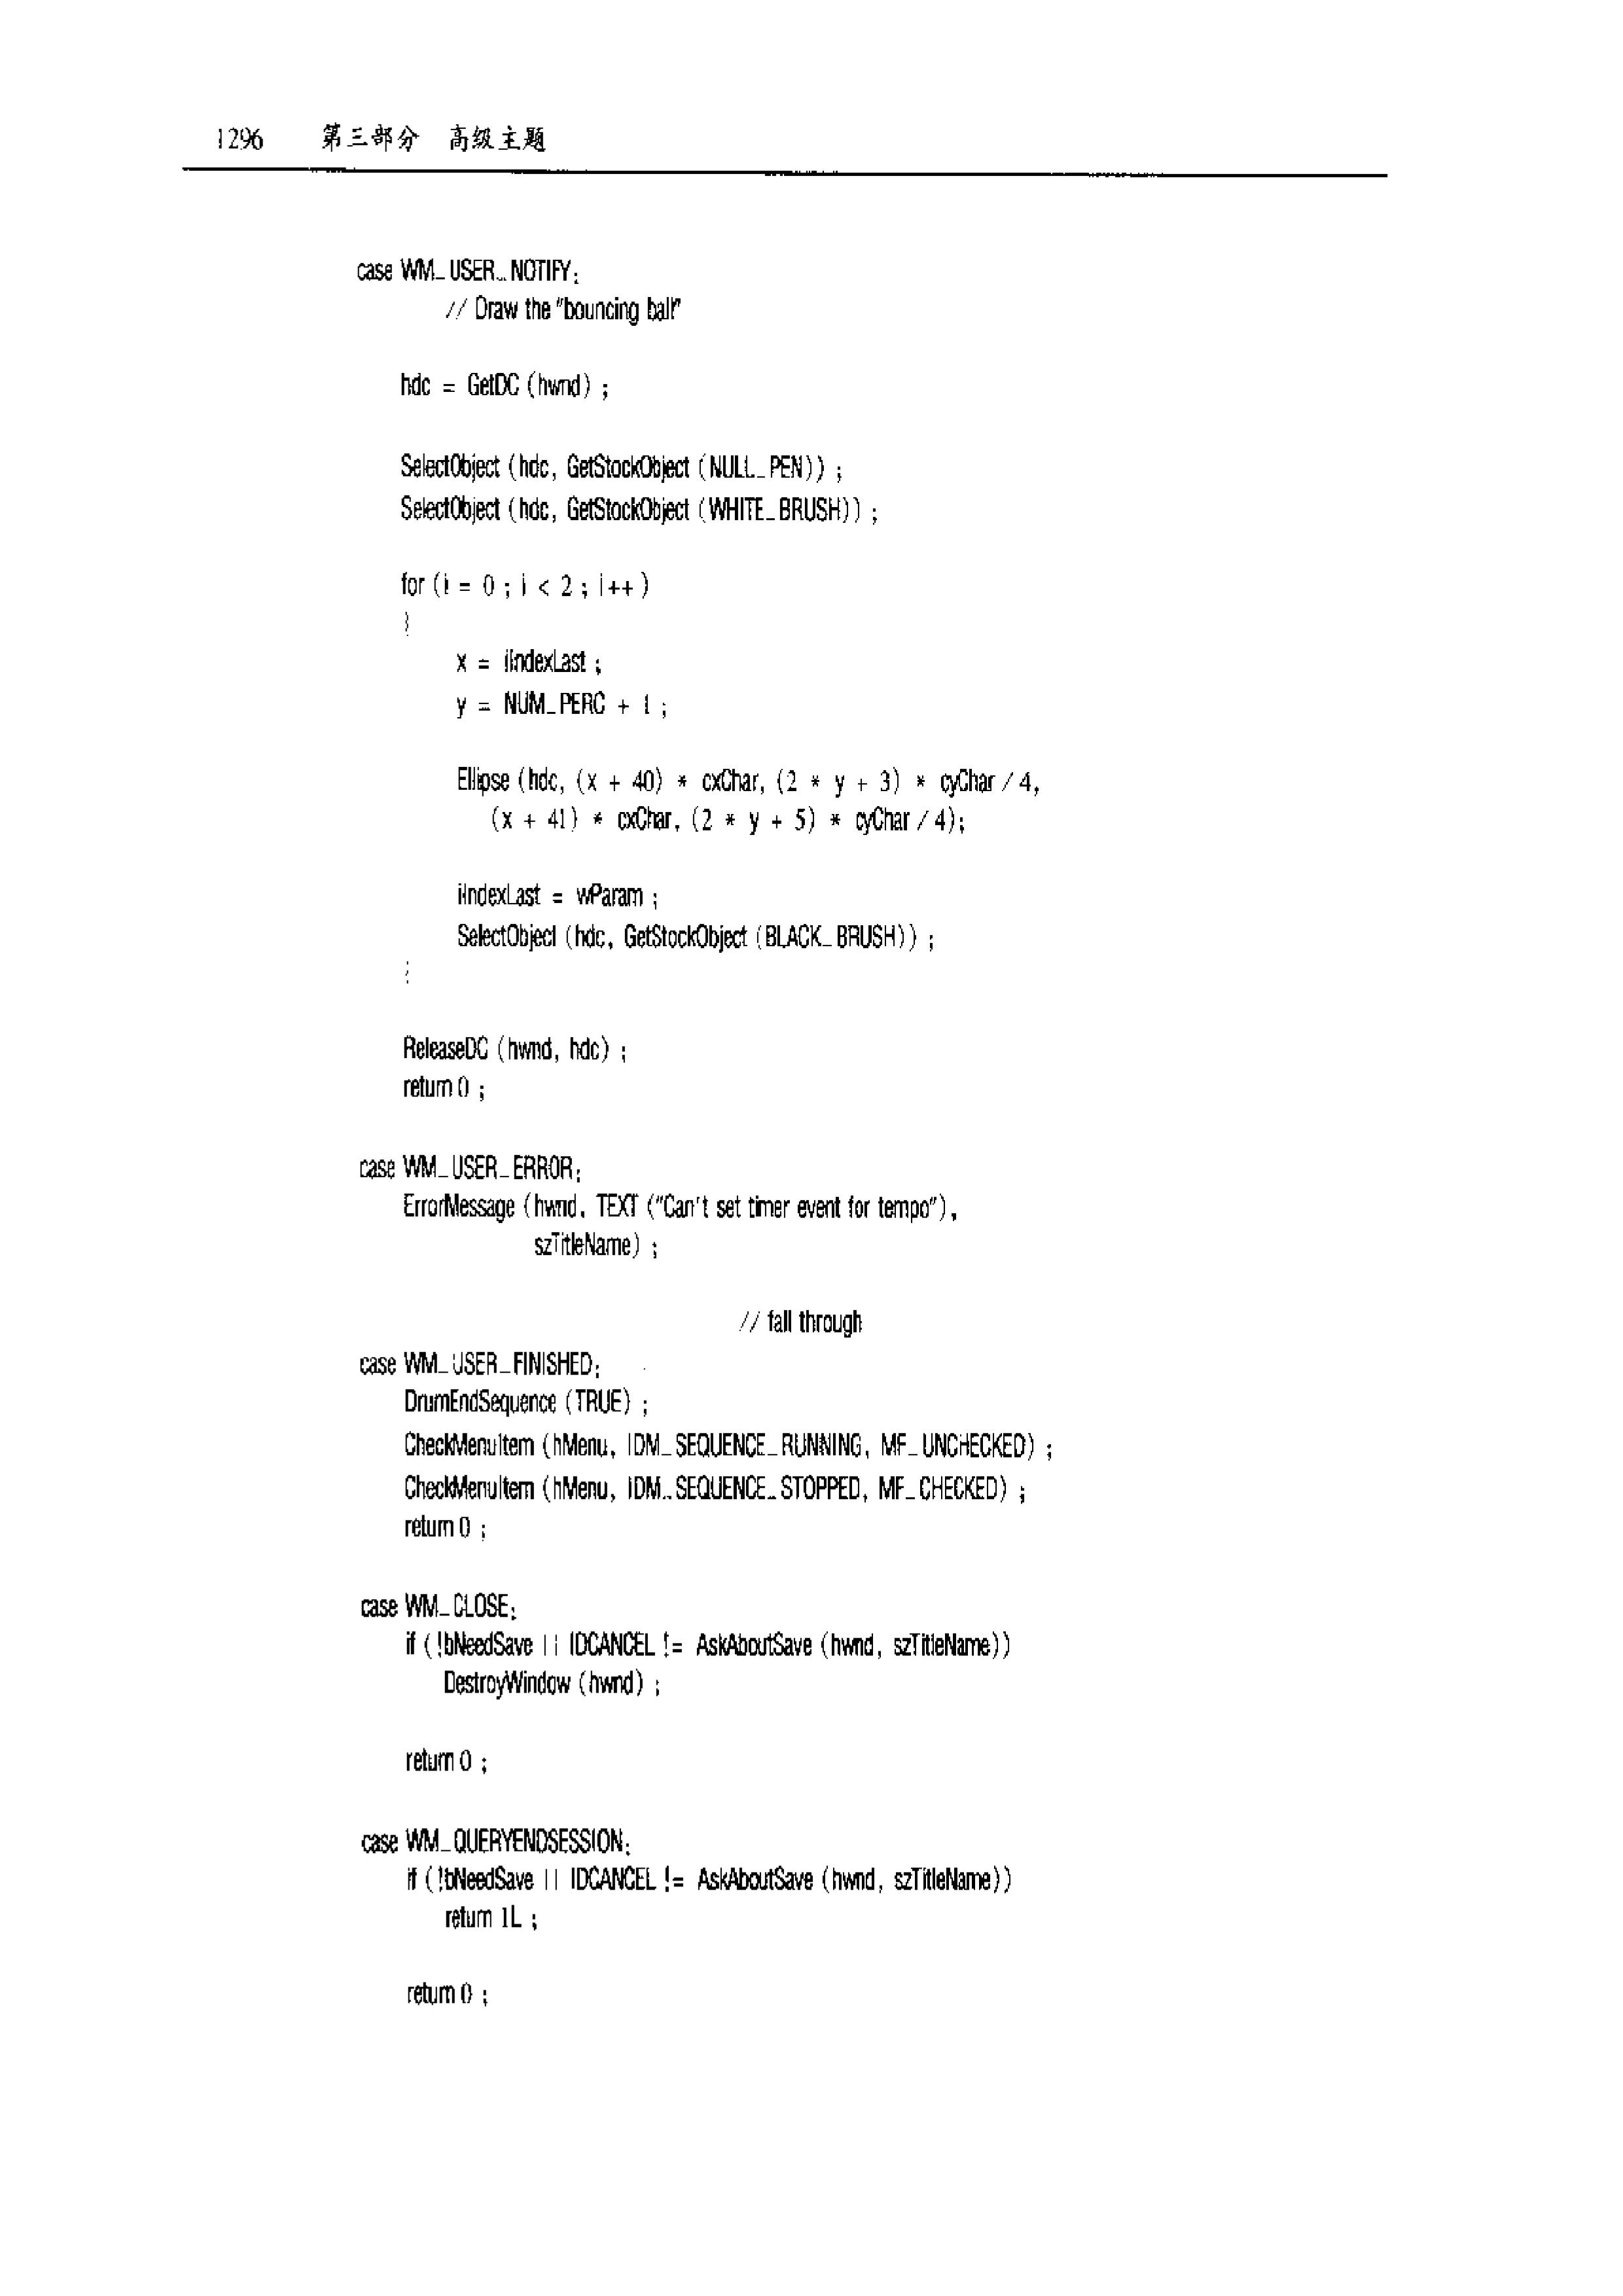 1296 第三部分 高级主题
case WM_USER_NOTIFY:
// Draw the "bouncing ball"
hdc = GetDC (hwnd) ;
SelectObject (hdc, GetStockObject (NULL_PEN)) ;
SelectObject (hdc, GetStockObject (WHITE_BRUSH)) ;
for (i = 0 ; i < 2 ; i++ )
{
x = iIndexLast ;
y = NUM_PERC + 1 ;
Ellipse (hdc, (x + 40) * cxChar, (2 * y + 3) * cyChar / 4,
(x + 41) * cxChar, (2 * y + 5) * cyChar / 4);
iIndexLast = wParam ;
SelectObject (hdc, GetStockObject (BLACK_BRUSH)) ;
}
ReleaseDC (hwnd, hdc) ;
return 0 ;
case WM_USER_ERROR:
ErrorMessage (hwnd, TEXT ("Can't set timer event for tempo"),
szTitleName) ;
// fall through
case WM_USER_FINISHED:
DrumEndSequence (TRUE) ;
CheckMenuItem (hMenu, IDM_SEQUENCE_RUNNING, MF_UNCHECKED) ;
CheckMenuItem (hMenu, IDM_SEQUENCE_STOPPED, MF_CHECKED) ;
return 0 ;
case WM_CLOSE:
if (!bNeedSave || IDCANCEL != AskAboutSave (hwnd, szTitleName))
DestroyWindow (hwnd) ;
return 0 ;
case WM_QUERYENDSESSION:
if (!bNeedSave || IDCANCEL != AskAboutSave (hwnd, szTitleName))
return 1L ;
return 0 ;